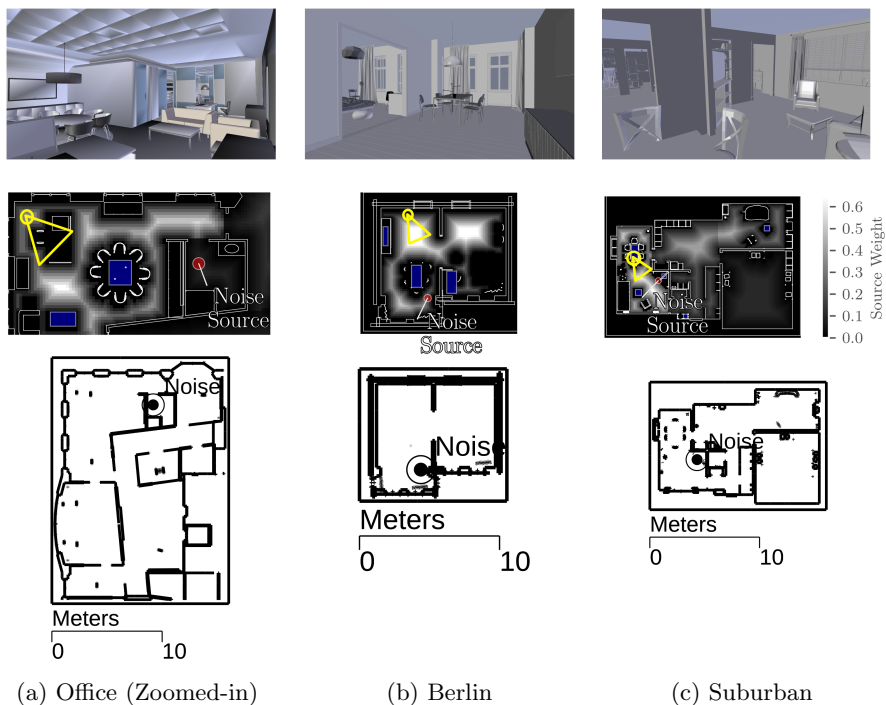 Noise
Source
Noise
Source
Noise
Source
0.6
0.5
0.4
0.3
0.2
0.1
0.0
Source Weight
Noise
Meters
0 10
Noise
Meters
0 10
Noise
Meters
0 10
(a) Office (Zoomed-in)
(b) Berlin
(c) Suburban